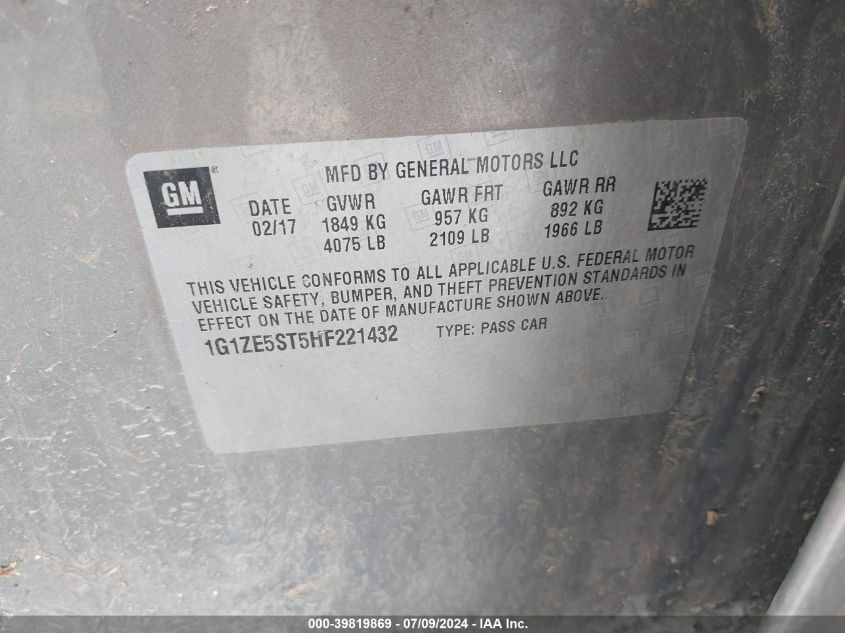 GM
®
MFD BY GENERAL MOTORS LLC
DATE GVWR GAWR FRT GAWR RR
02/17 1849 KG 957 KG 892 KG
4075 LB 2109 LB 1966 LB
THIS VEHICLE CONFORMS TO ALL APPLICABLE U.S. FEDERAL MOTOR
VEHICLE SAFETY, BUMPER, AND THEFT PREVENTION STANDARDS IN
EFFECT ON THE DATE OF MANUFACTURE SHOWN ABOVE.
1G1ZE5ST5HF221432 TYPE: PASS CAR
000-39819869 - 07/09/2024 - IAA Inc.